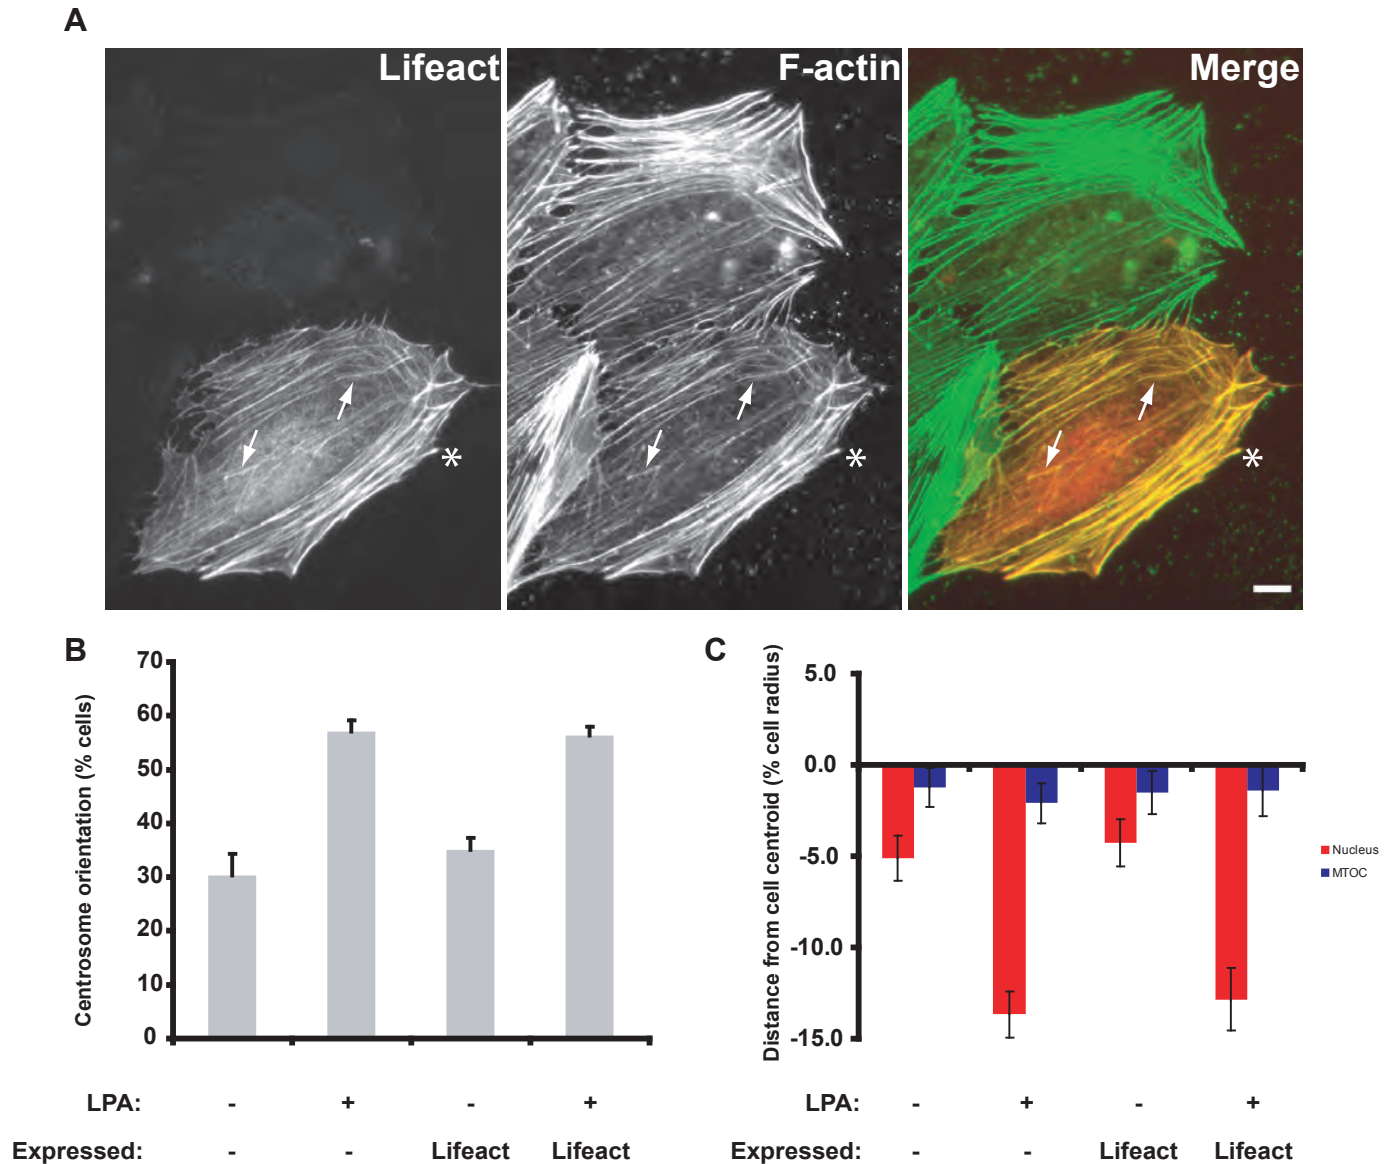 A
Lifeact
F-actin
Merge
*
*
*
B
Centrosome orientation (% cells)
70
60
50
40
30
20
10
0
LPA: - + - +
Expressed: - - Lifeact Lifeact
C
Distance from cell centroid (% cell radius)
5.0
0.0
-5.0
-10.0
-15.0
Nucleus
MTOC
LPA: - + - +
Expressed: - - Lifeact Lifeact